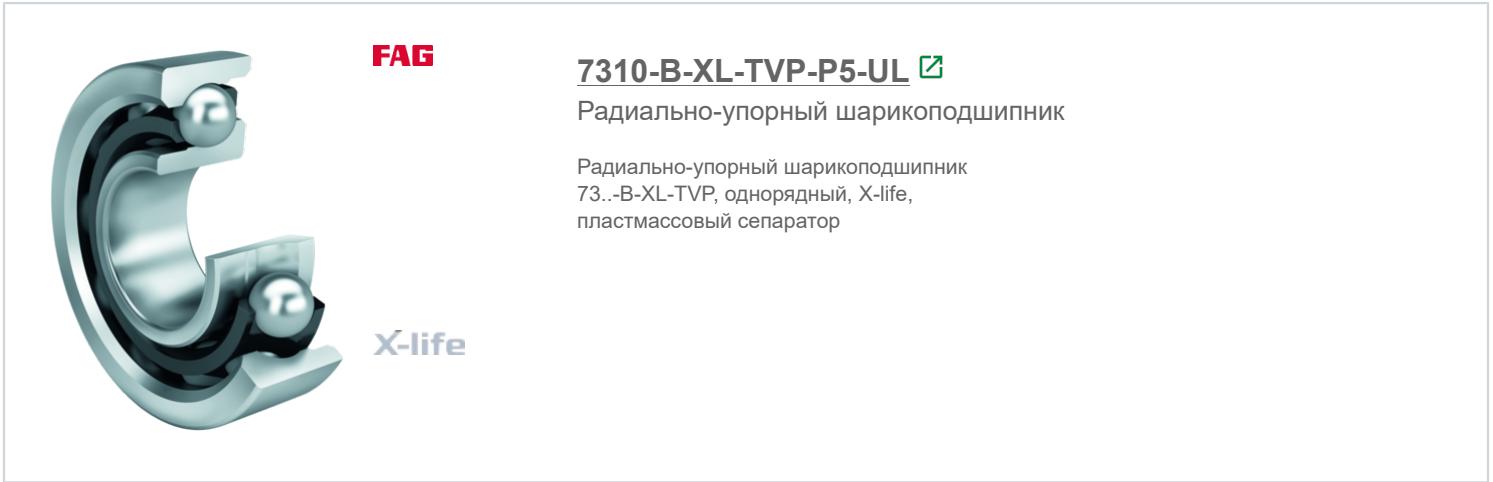 FAG
7310-B-XL-TVP-P5-UL
Радиально-упорный шарикоподшипник
Радиально-упорный шарикоподшипник
73..-B-XL-TVP, однорядный, X-life,
пластмассовый сепаратор
X-life